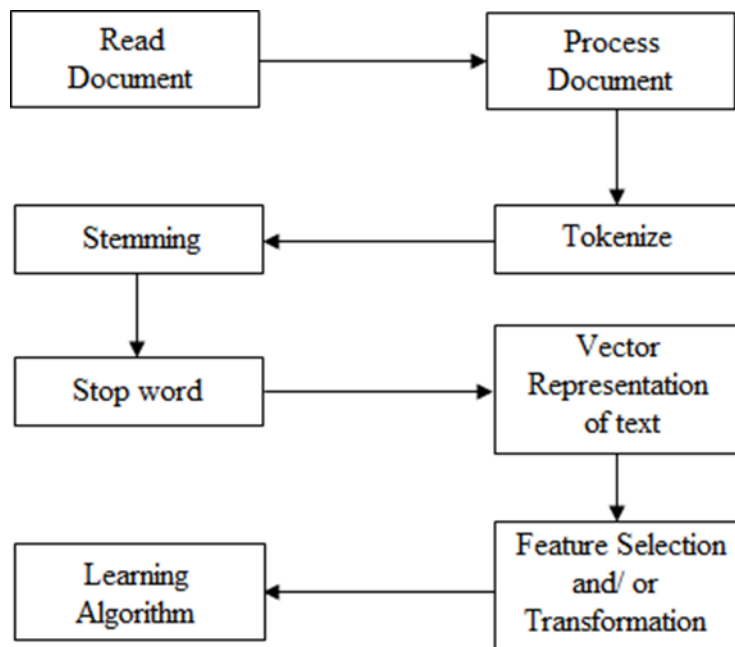 Read
Document
Process
Document
Tokenize
Stemming
Stop word
Vector
Representation
of text
Feature Selection
and/ or
Transformation
Learning
Algorithm